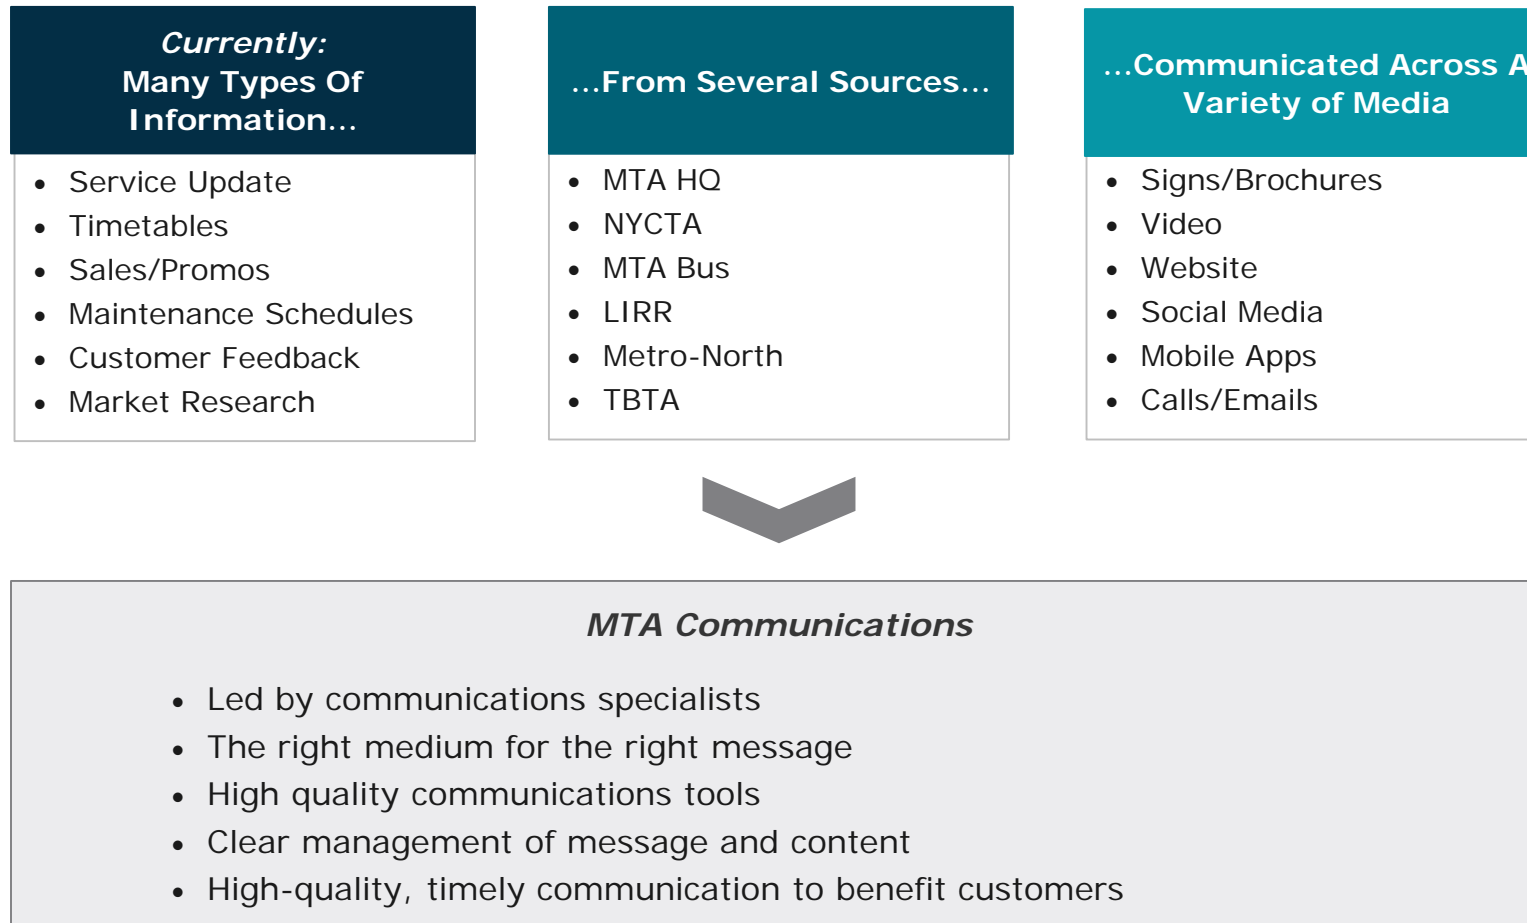 Currently:
Many Types Of
Information...
• Service Update
• Timetables
• Sales/Promos
• Maintenance Schedules
• Customer Feedback
• Market Research
...From Several Sources...
• MTA HQ
• NYCTA
• MTA Bus
• LIRR
• Metro-North
• TBTA
...Communicated Across A
Variety of Media
• Signs/Brochures
• Video
• Website
• Social Media
• Mobile Apps
• Calls/Emails
MTA Communications
• Led by communications specialists
• The right medium for the right message
• High quality communications tools
• Clear management of message and content
• High-quality, timely communication to benefit customers